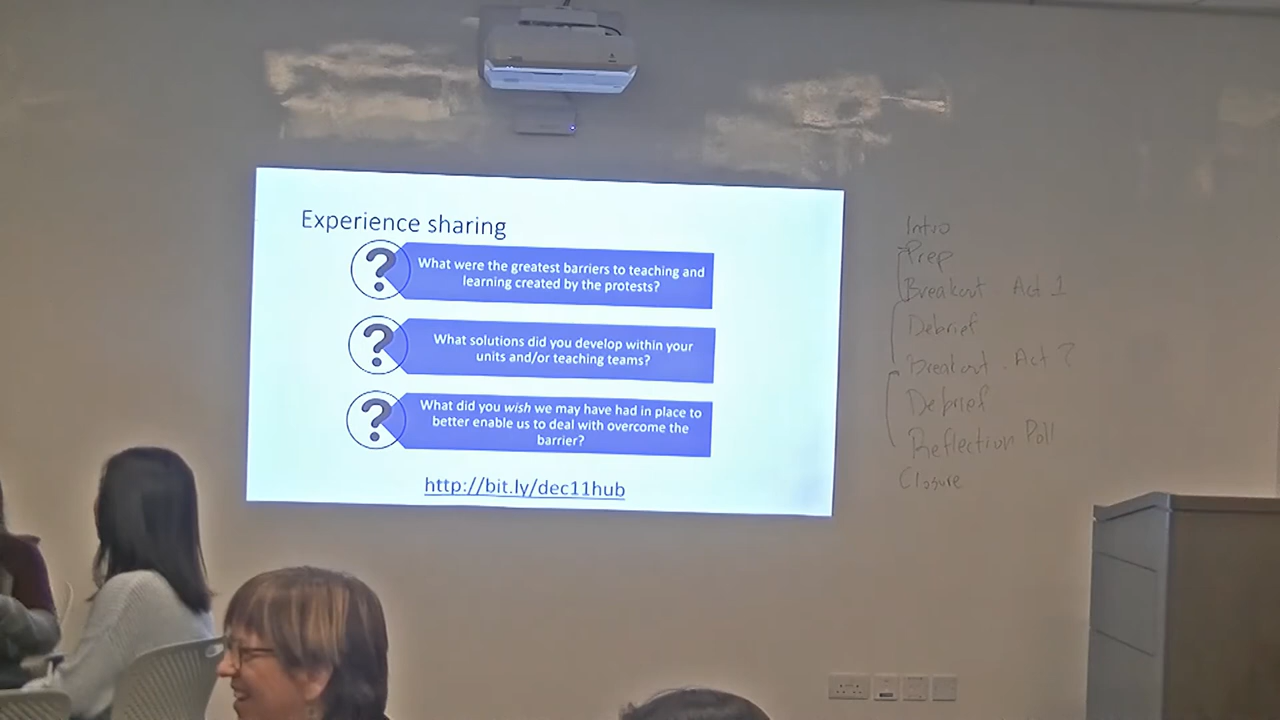 Experience sharing
What were the greatest barriers to teaching and
learning created by the protests?
What solutions did you develop within your
units and/or teaching teams?
What did you wish we may have had in place to
better enable us to deal with overcome the
barrier?
http://bit.ly/dec11hub
Intro
Prep
Breakout. Act 1
Debrief
Breakout. Act 2
Debrief
Reflection Poll
Closure